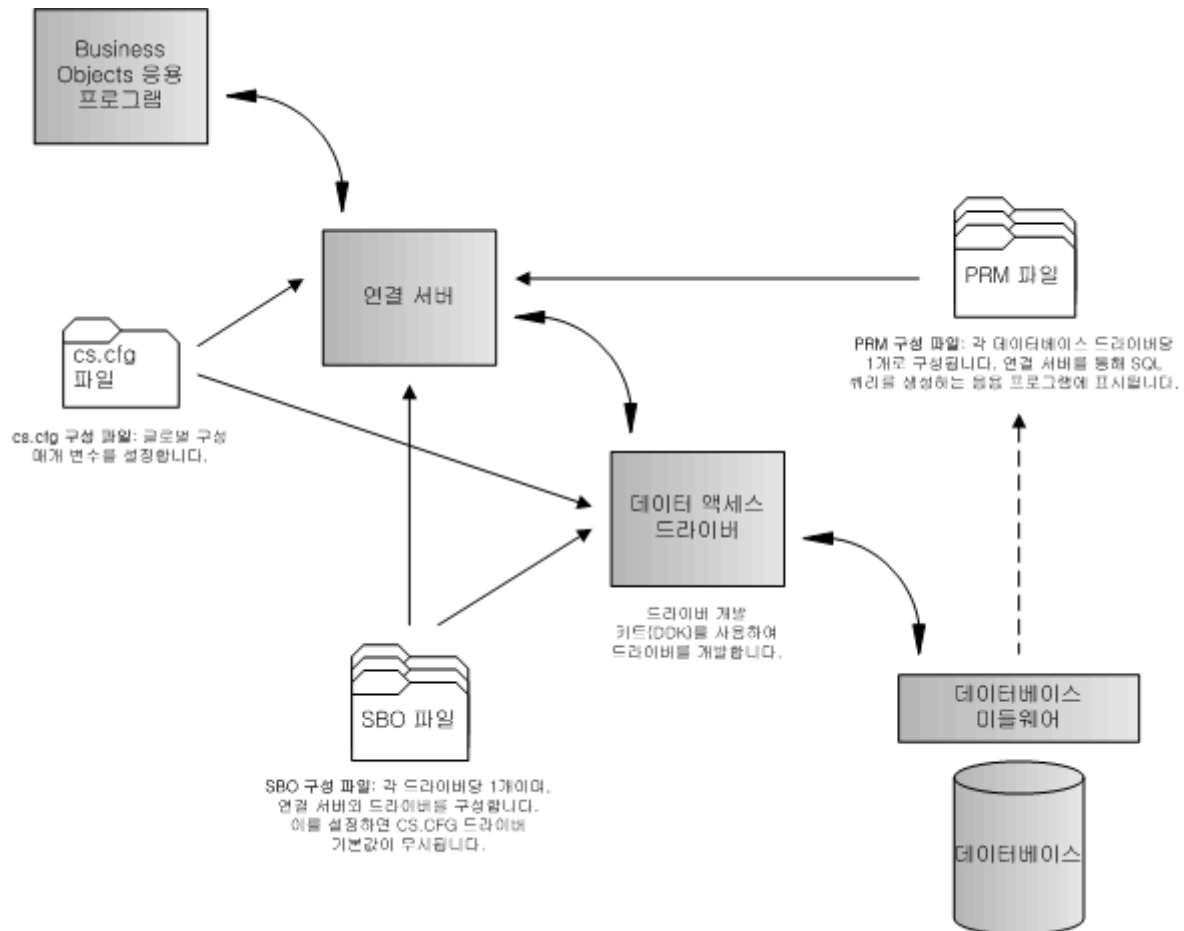 Business
Objects 응용
프로그램
연결 서버
PRM 파일
cs.cfg
파일
PRM 구성 파일: 각 데이터베이스 드라이버당
1개로 구성됩니다. 연결 서버를 통해 SQL
쿼리를 생성하는 응용 프로그램에 표시됩니다.
cs.cfg 구성 파일: 글로벌 구성
매개 변수를 설정합니다.
데이터 액세스
드라이버
드라이버 개발
키트(DDK)를 사용하여
드라이버를 개발합니다.
SBO 파일
데이터베이스
미들웨어
SBO 구성 파일: 각 드라이버당 1개이며,
연결 서버와 드라이버를 구성합니다.
이를 설정하면 CS.CFG 드라이버
기본값이 무시됩니다.
데이터베이스